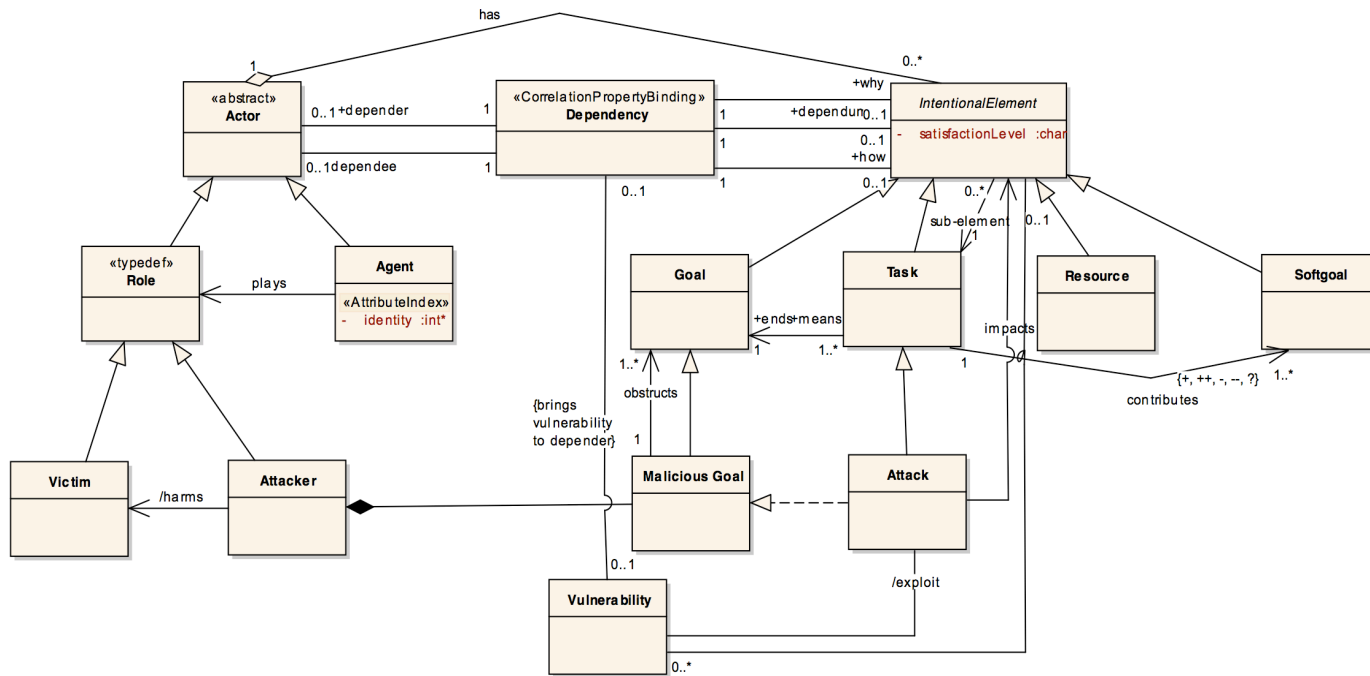 has
1
0..*
«abstract»
Actor
0..1
+depender
1
0..1
dependee
1
«CorrelationPropertyBinding»
Dependency
+why
1
0..1
+dependun
1
0..1
+how
1
0..1
0..1
IntentionalElement
- satisfactionLevel :char
0..*
sub-element
1
0..1
«typedef»
Role
plays
Agent
«AttributeIndex»
- identity :int*
Goal
Task
Resource
Softgoal
+ends
+means
1
1..*
impacts
1..*
obstructs
1
1
{+, ++, -, --, ?}
1..*
contributes
{brings
vulnerability
to depender}
Victim
/harms
Attacker
Malicious Goal
Attack
0..1
/exploit
Vulnerability
0..*